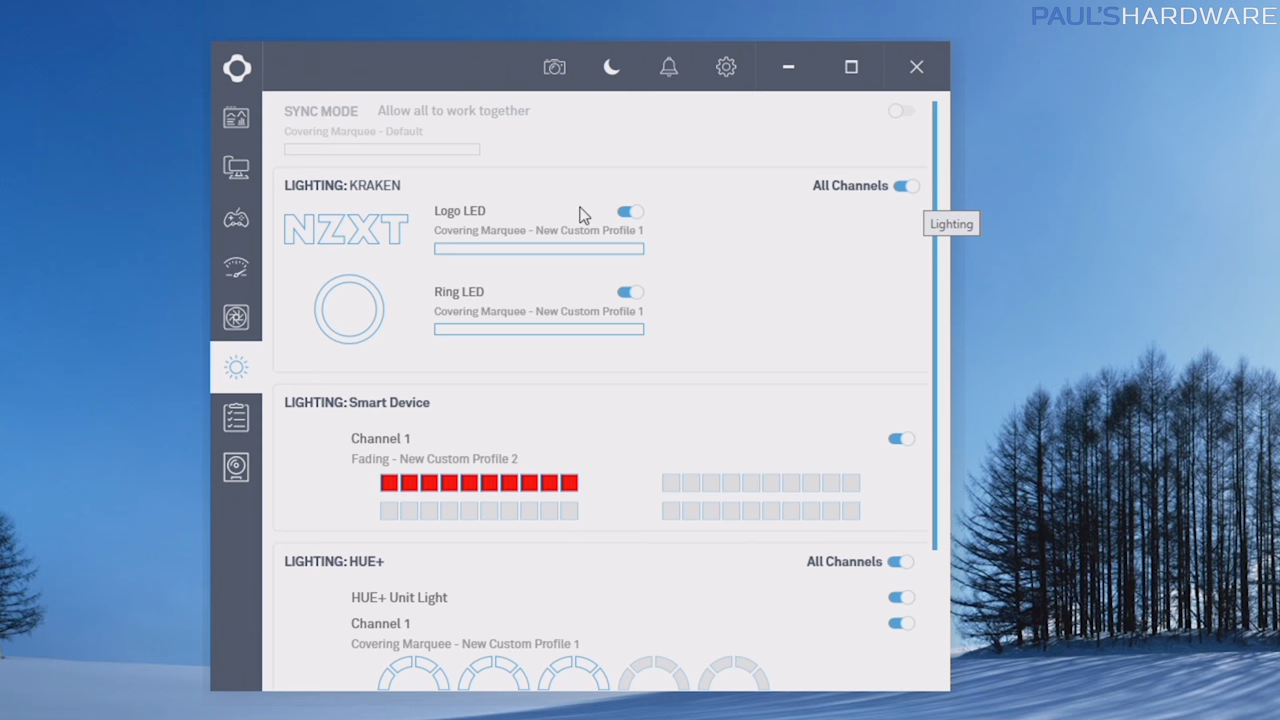 PAUL'SHARDWARE
SYNC MODE Allow all to work together
Covering Marquee - Default
LIGHTING: KRAKEN All Channels
NZXT
Logo LED
Covering Marquee - New Custom Profile 1
Lighting
Ring LED
Covering Marquee - New Custom Profile 1
LIGHTING: Smart Device
Channel 1
Fading - New Custom Profile 2
LIGHTING: HUE+ All Channels
HUE+ Unit Light
Channel 1
Covering Marquee - New Custom Profile 1